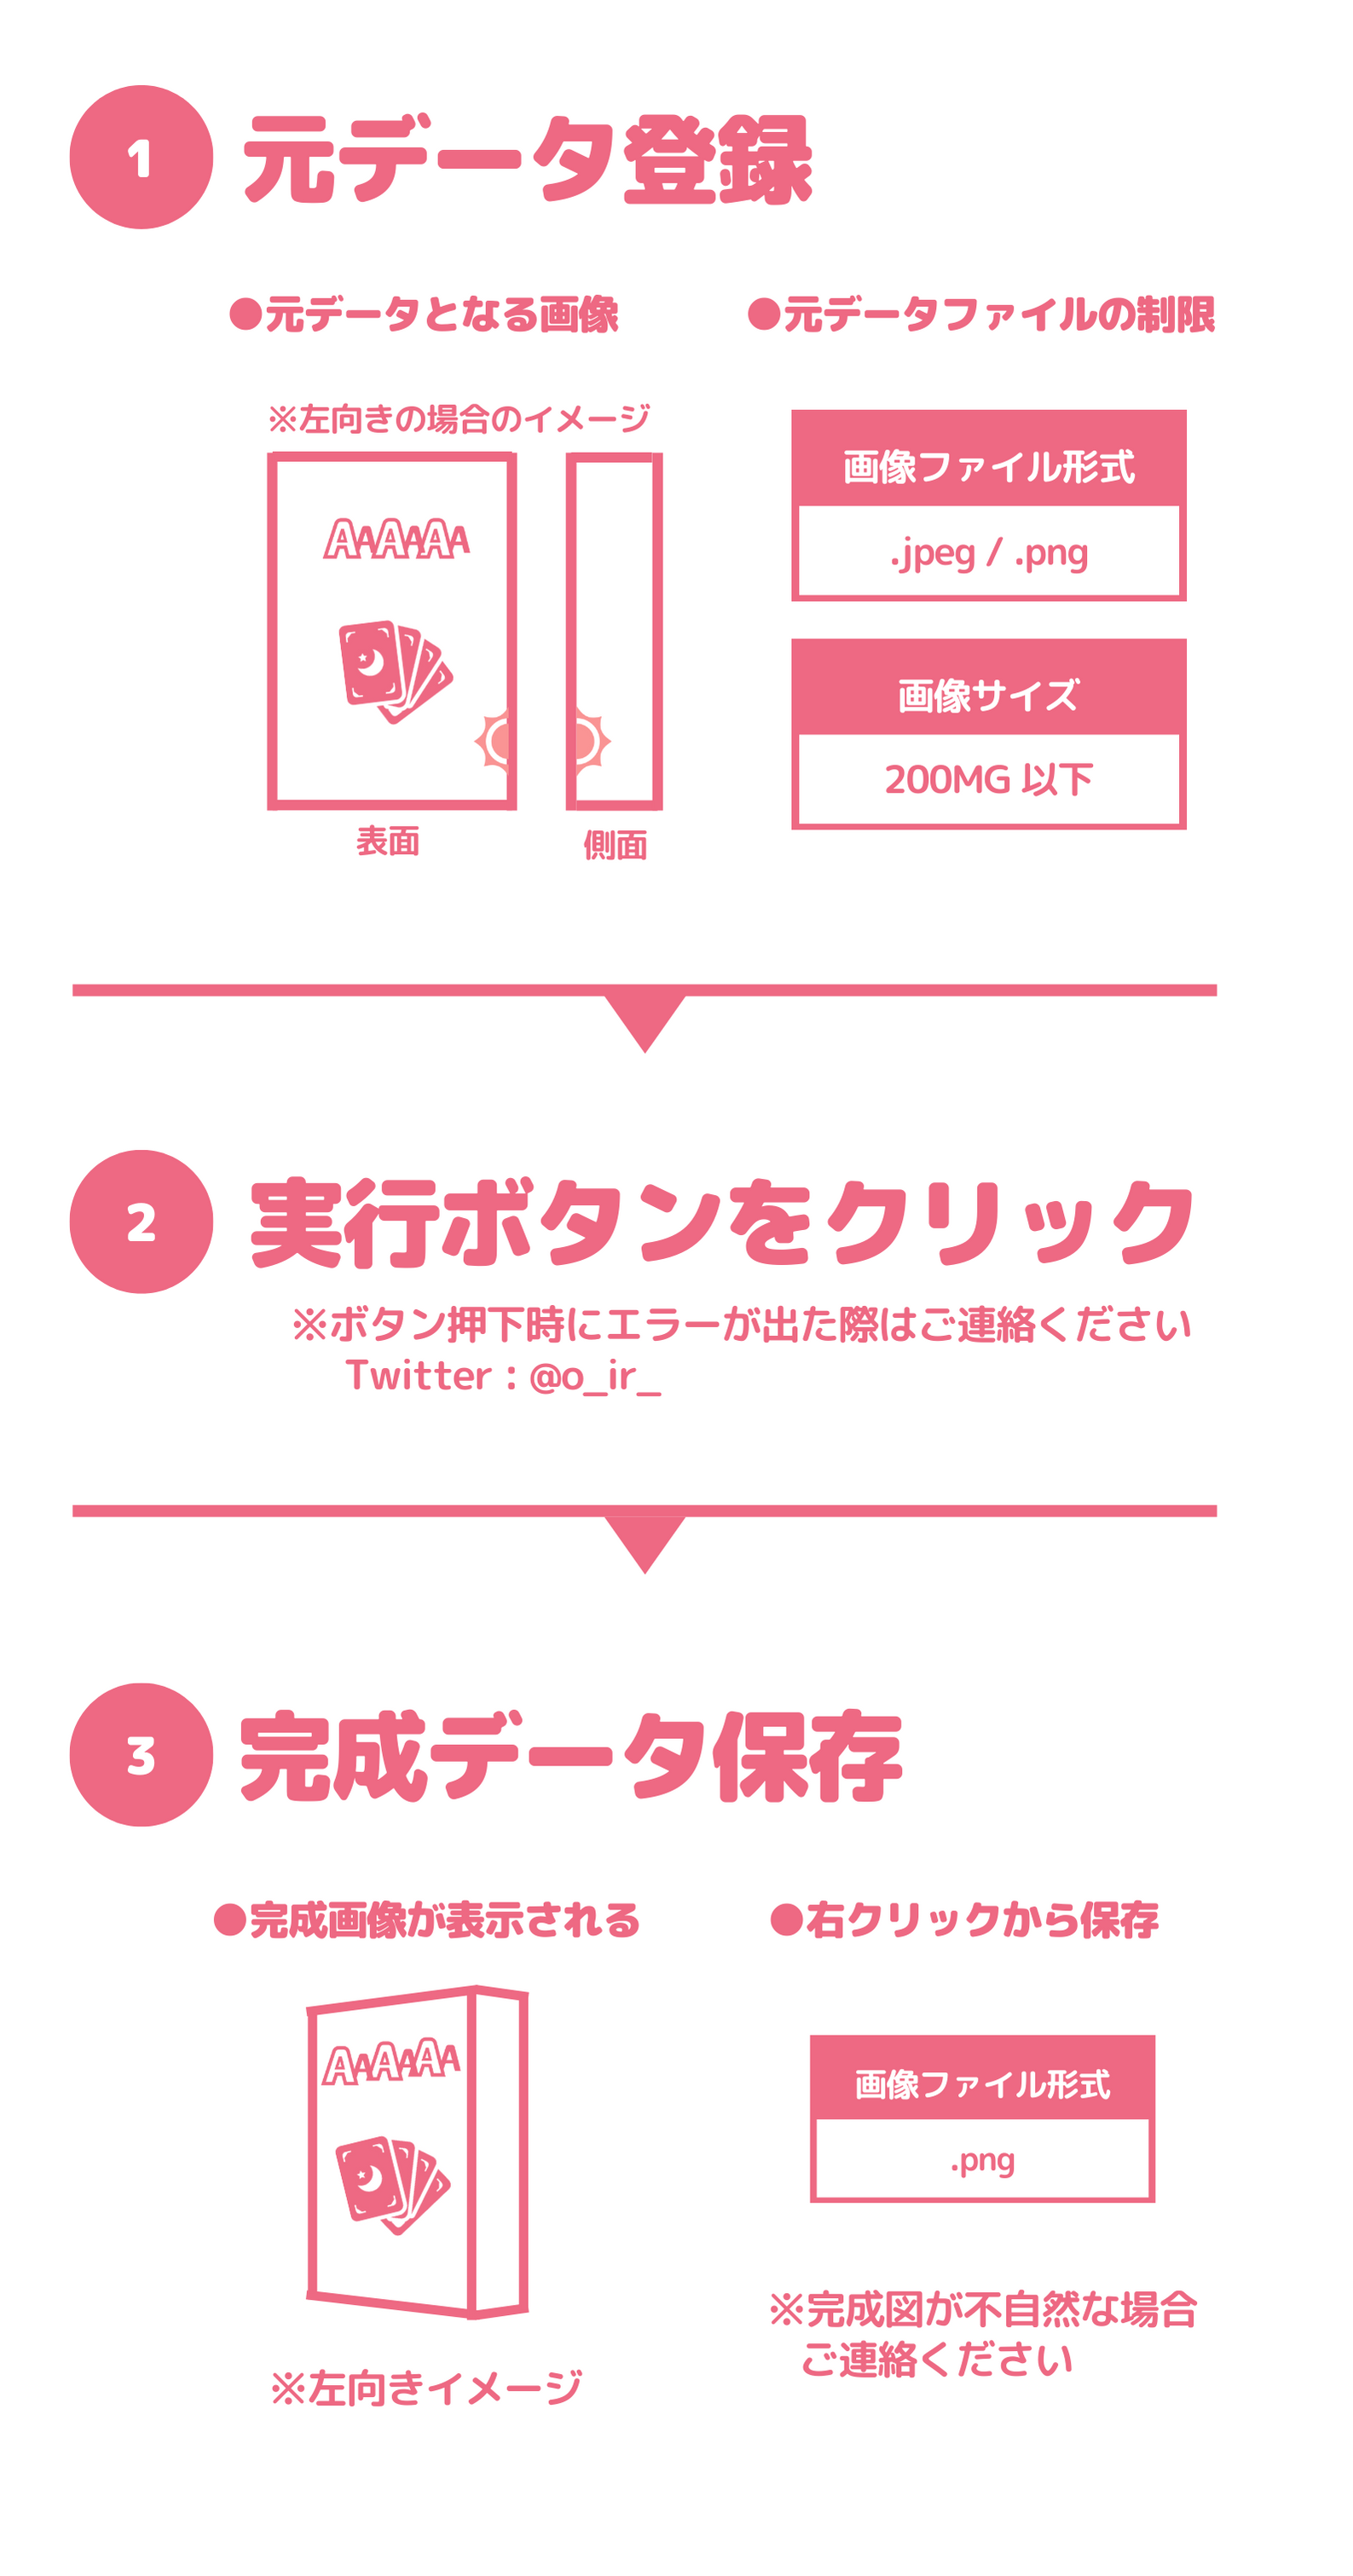 1
元データ登録
●元データとなる画像
●元データファイルの制限
※左向きの場合のイメージ
AAAAAA
表面
側面
画像ファイル形式
.jpeg / .png
画像サイズ
200MG 以下
2
実行ボタンをクリック
※ボタン押下時にエラーが出た際はご連絡ください
Twitter : @o_ir_
3
完成データ保存
●完成画像が表示される
●右クリックから保存
AAAAAA
※左向きイメージ
画像ファイル形式
.png
※完成図が不自然な場合
ご連絡ください